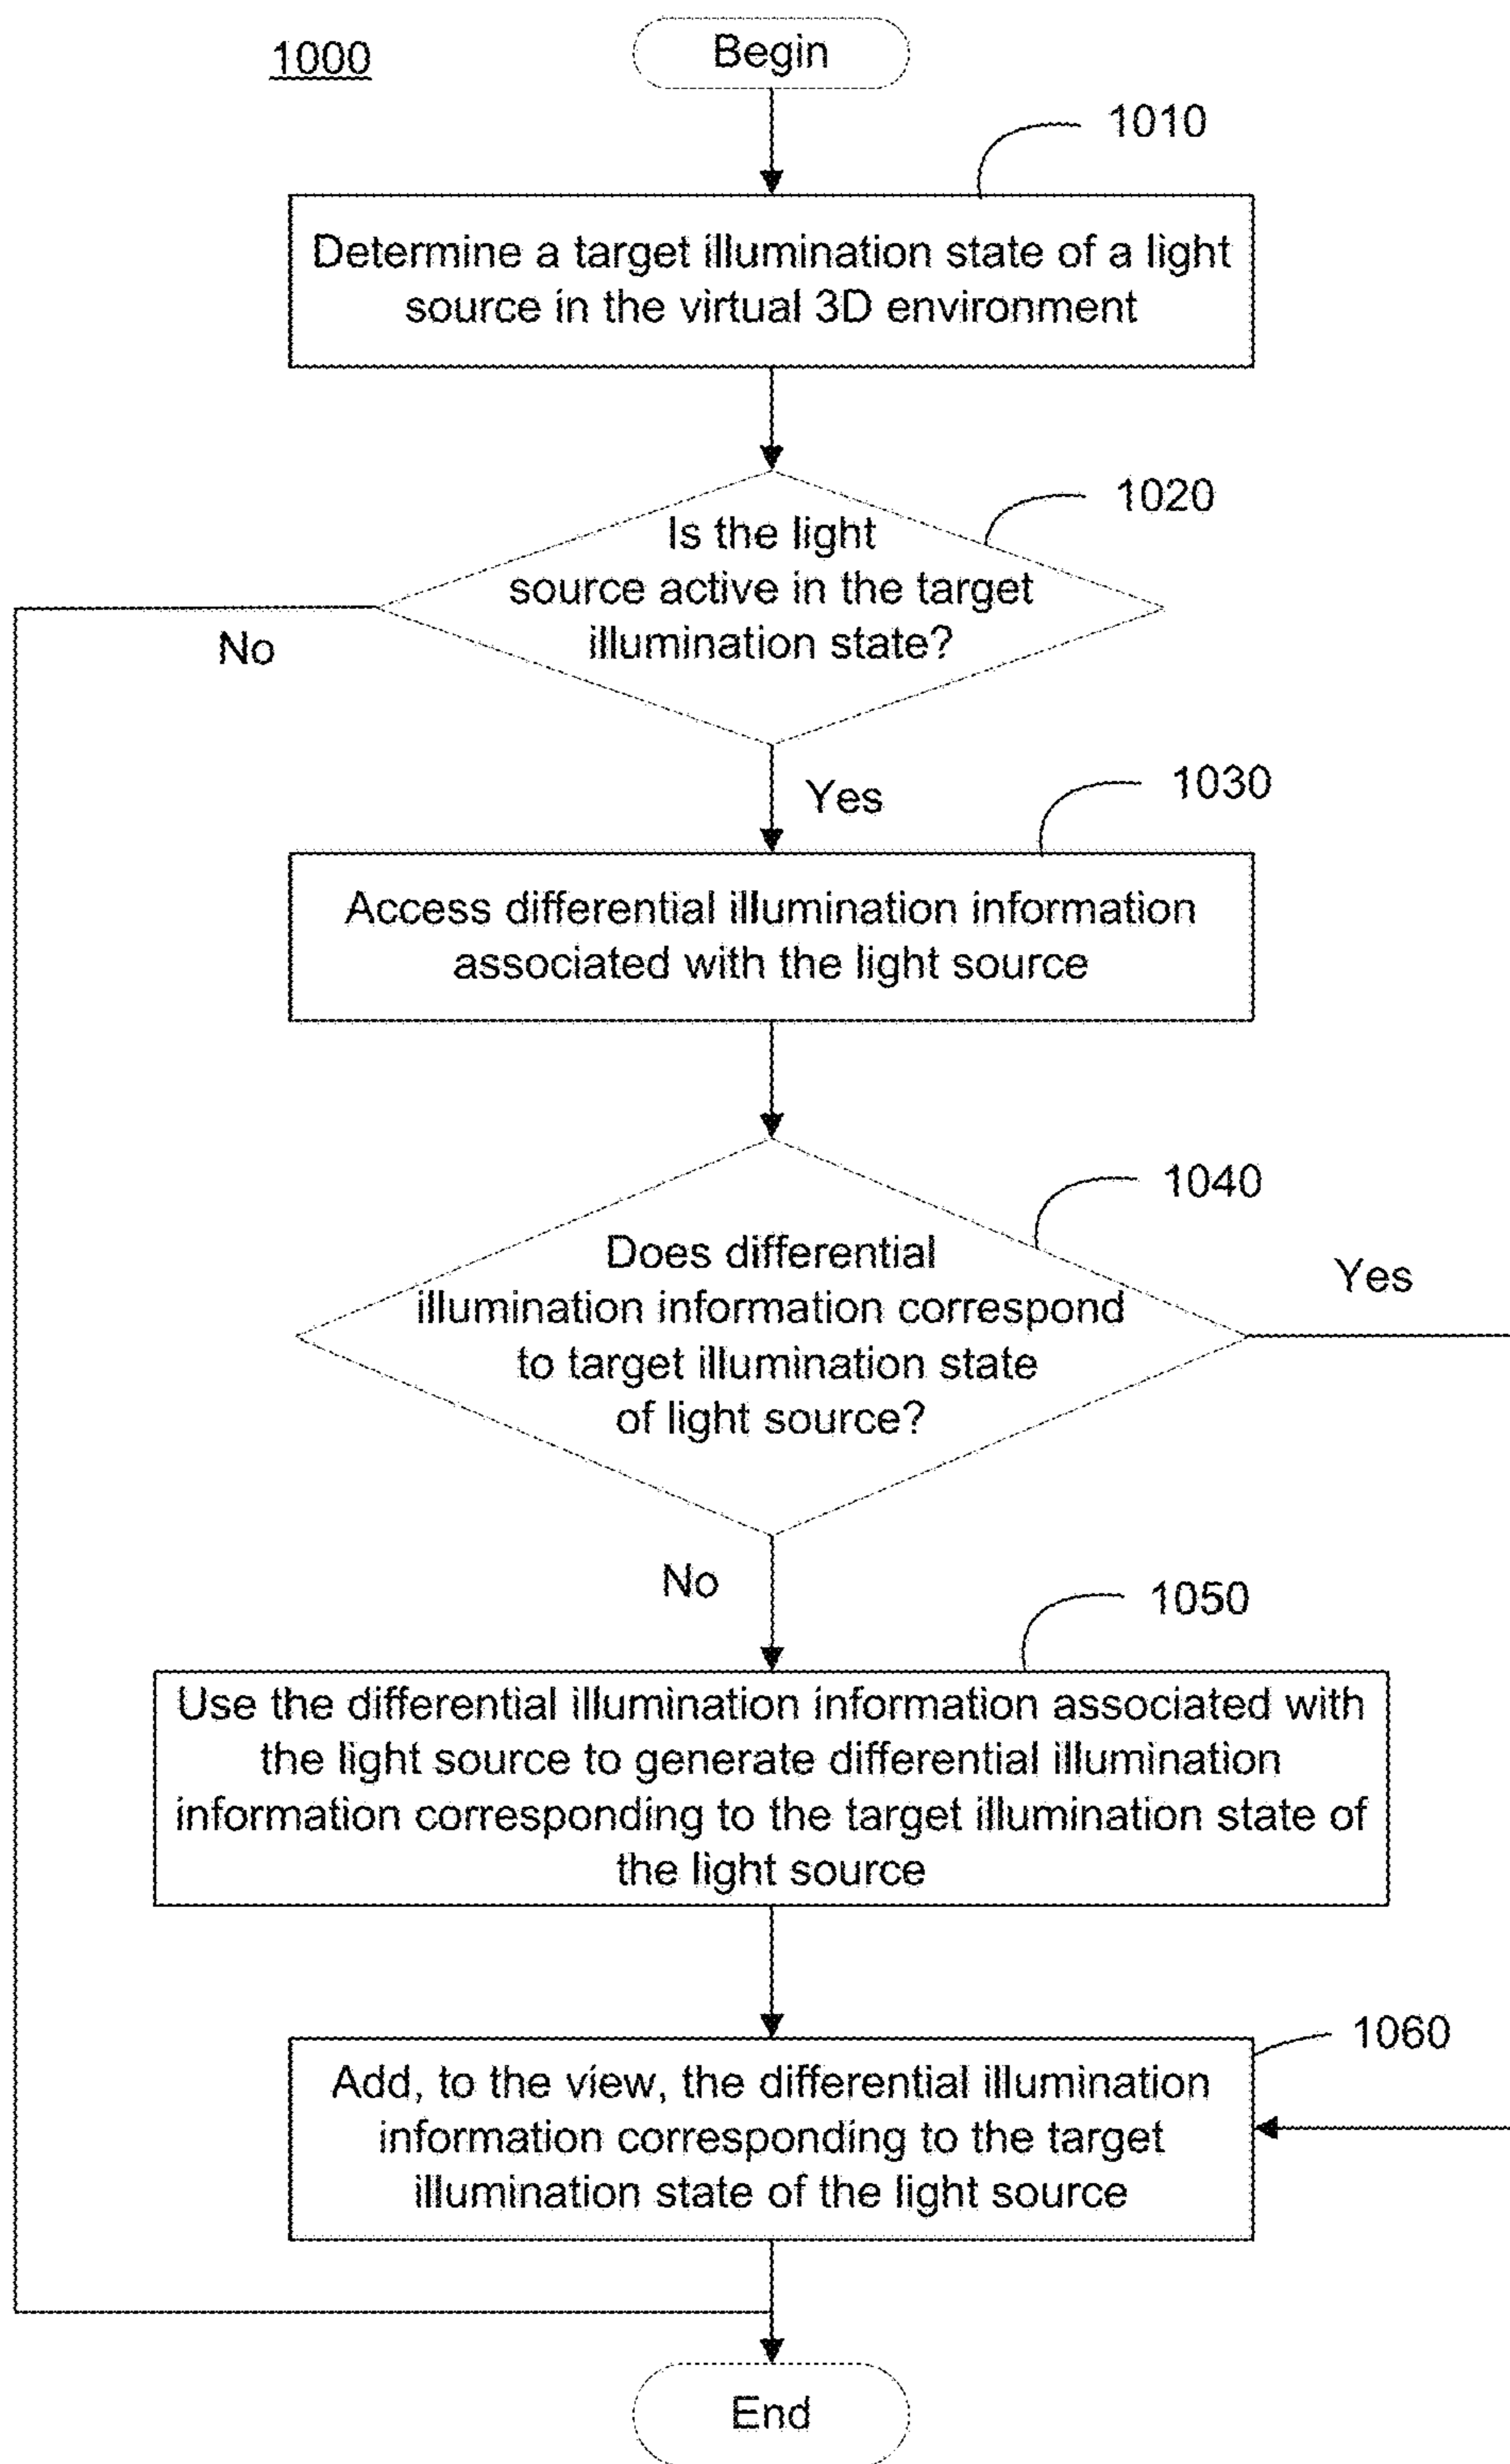 1000
Begin
1010
Determine a target illumination state of a light
source in the virtual 3D environment
1020
Is the light
source active in the target
illumination state?
No
Yes
1030
Access differential illumination information
associated with the light source
1040
Does differential
illumination information correspond
to target illumination state
of light source?
Yes
No
1050
Use the differential illumination information associated with
the light source to generate differential illumination
information corresponding to the target illumination state of
the light source
1060
Add, to the view, the differential illumination
information corresponding to the target
illumination state of the light source
End